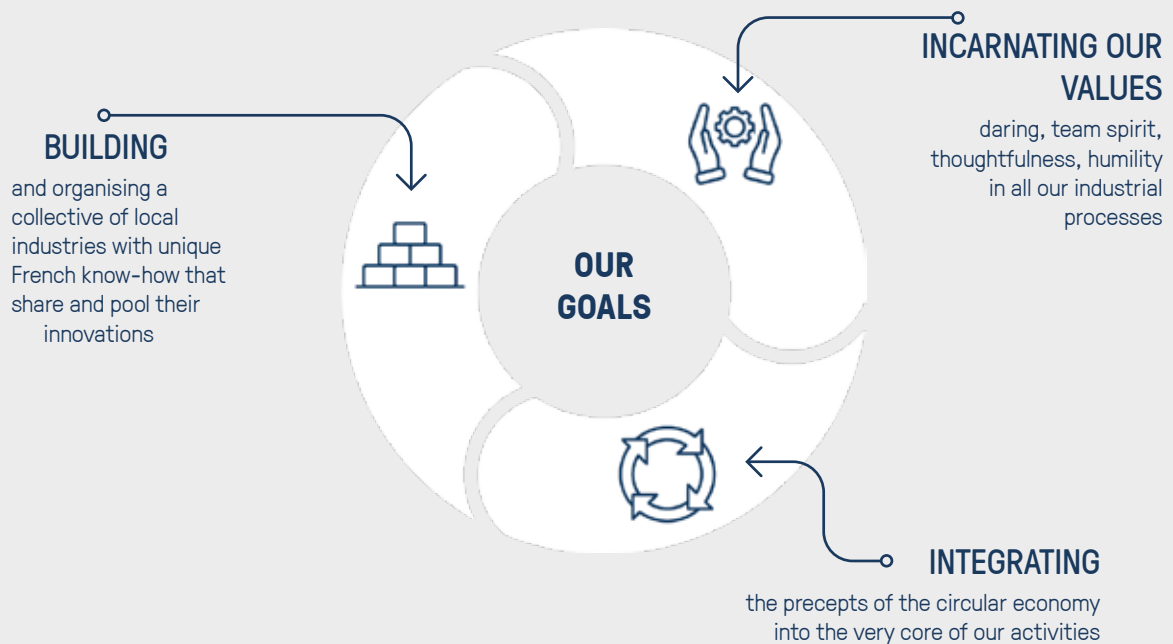 BUILDING
and organising a
collective of local
industries with unique
French know-how that
share and pool their
innovations
OUR
GOALS
INCARNATING OUR
VALUES
daring, team spirit,
thoughtfulness, humility
in all our industrial
processes
INTEGRATING
the precepts of the circular economy
into the very core of our activities